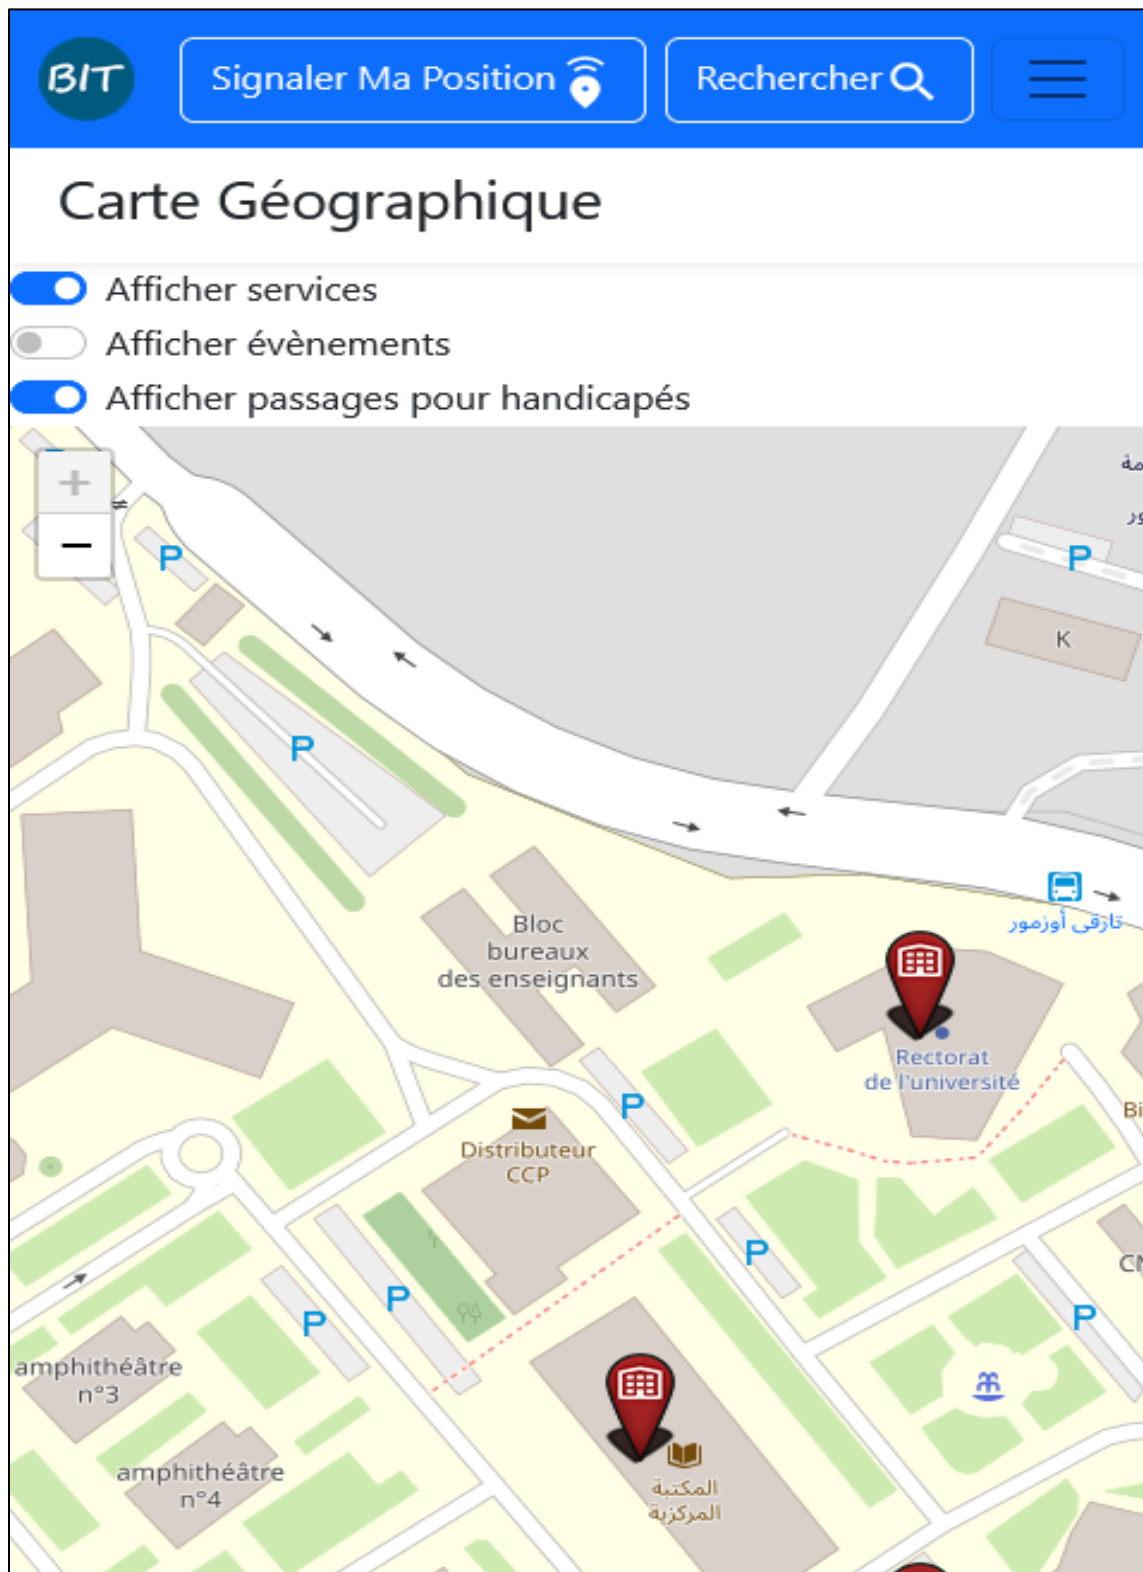 BIT
Signaler Ma Position
Rechercher
Carte Géographique
Afficher services
Afficher évènements
Afficher passages pour handicapés
+
−
P
P
K
P
تارقي أوزمور
Bloc
bureaux
des enseignants
Rectorat
de l'université
P
Distributeur
CCP
P
P
P
P
amphithéâtre
n°3
amphithéâtre
n°4
المكتبة
المركزية